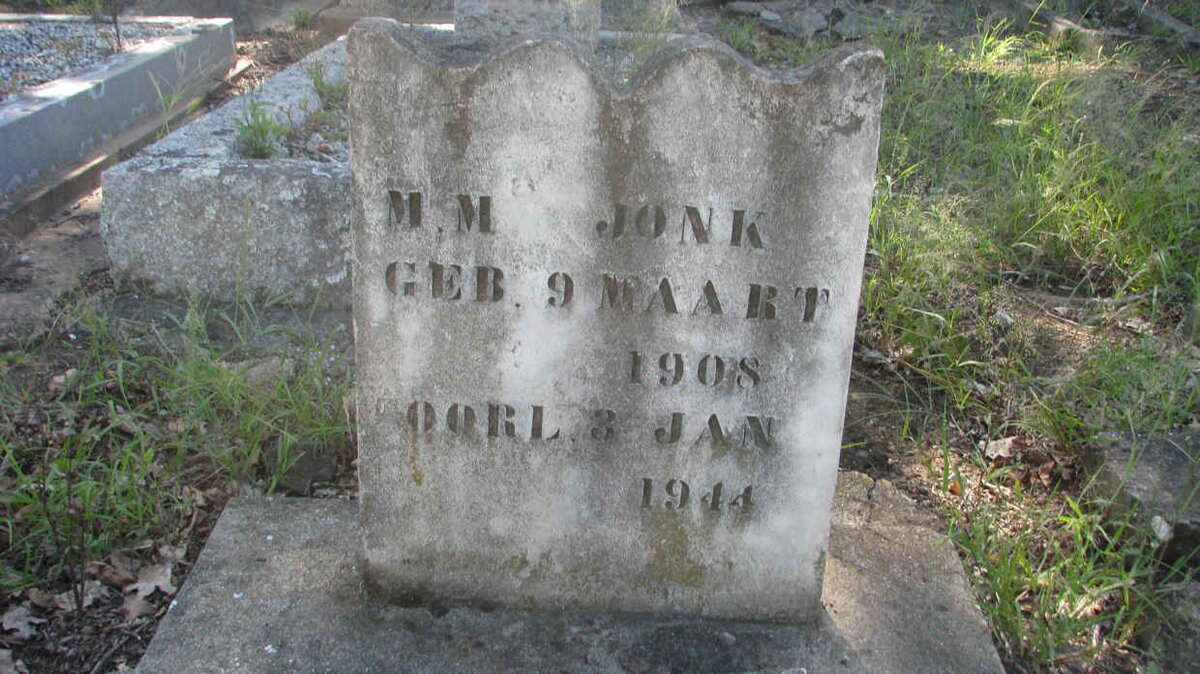 M.M JONK
GEB. 9 MAART
1908
OORL. 3 JAN
1944